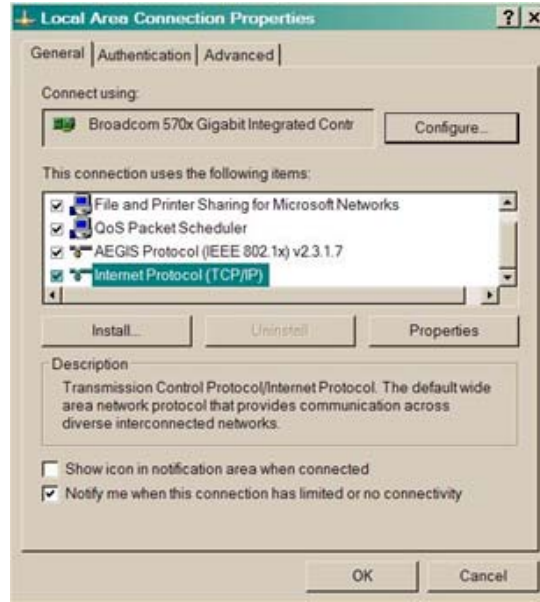 Local Area Connection Properties
General Authentication Advanced
Connect using:
Broadcom 570x Gigabit Integrated Contr Configure...
This connection uses the following items:
File and Printer Sharing for Microsoft Networks
QoS Packet Scheduler
AEGIS Protocol (IEEE 802.1x) v2.3.1.7
Internet Protocol (TCP/IP)
Install... Uninstall Properties
Description
Transmission Control Protocol/Internet Protocol. The default wide
area network protocol that provides communication across
diverse interconnected networks.
Show icon in notification area when connected
Notify me when this connection has limited or no connectivity
OK Cancel